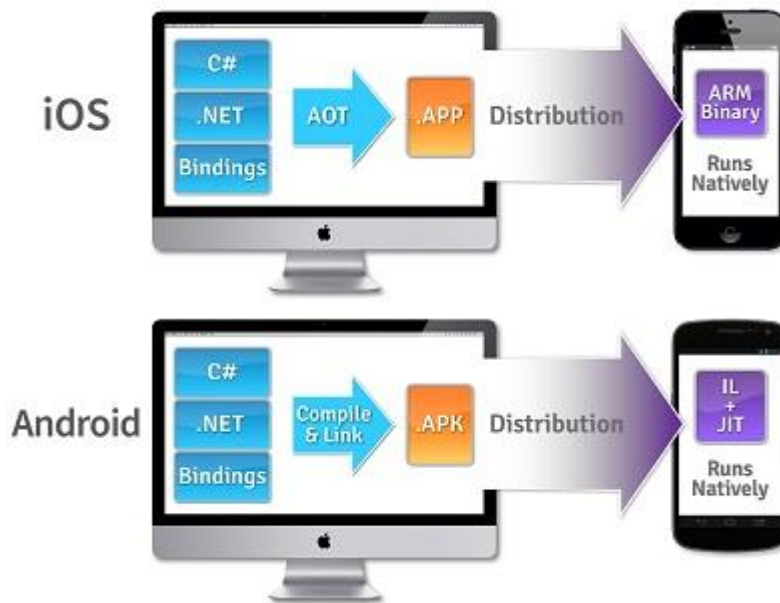 iOS
C#
.NET
Bindings
AOT
.APP
Distribution
ARM
Binary
Runs
Natively
Android
C#
.NET
Bindings
Compile
& Link
.APK
Distribution
IL
+
JIT
Runs
Natively